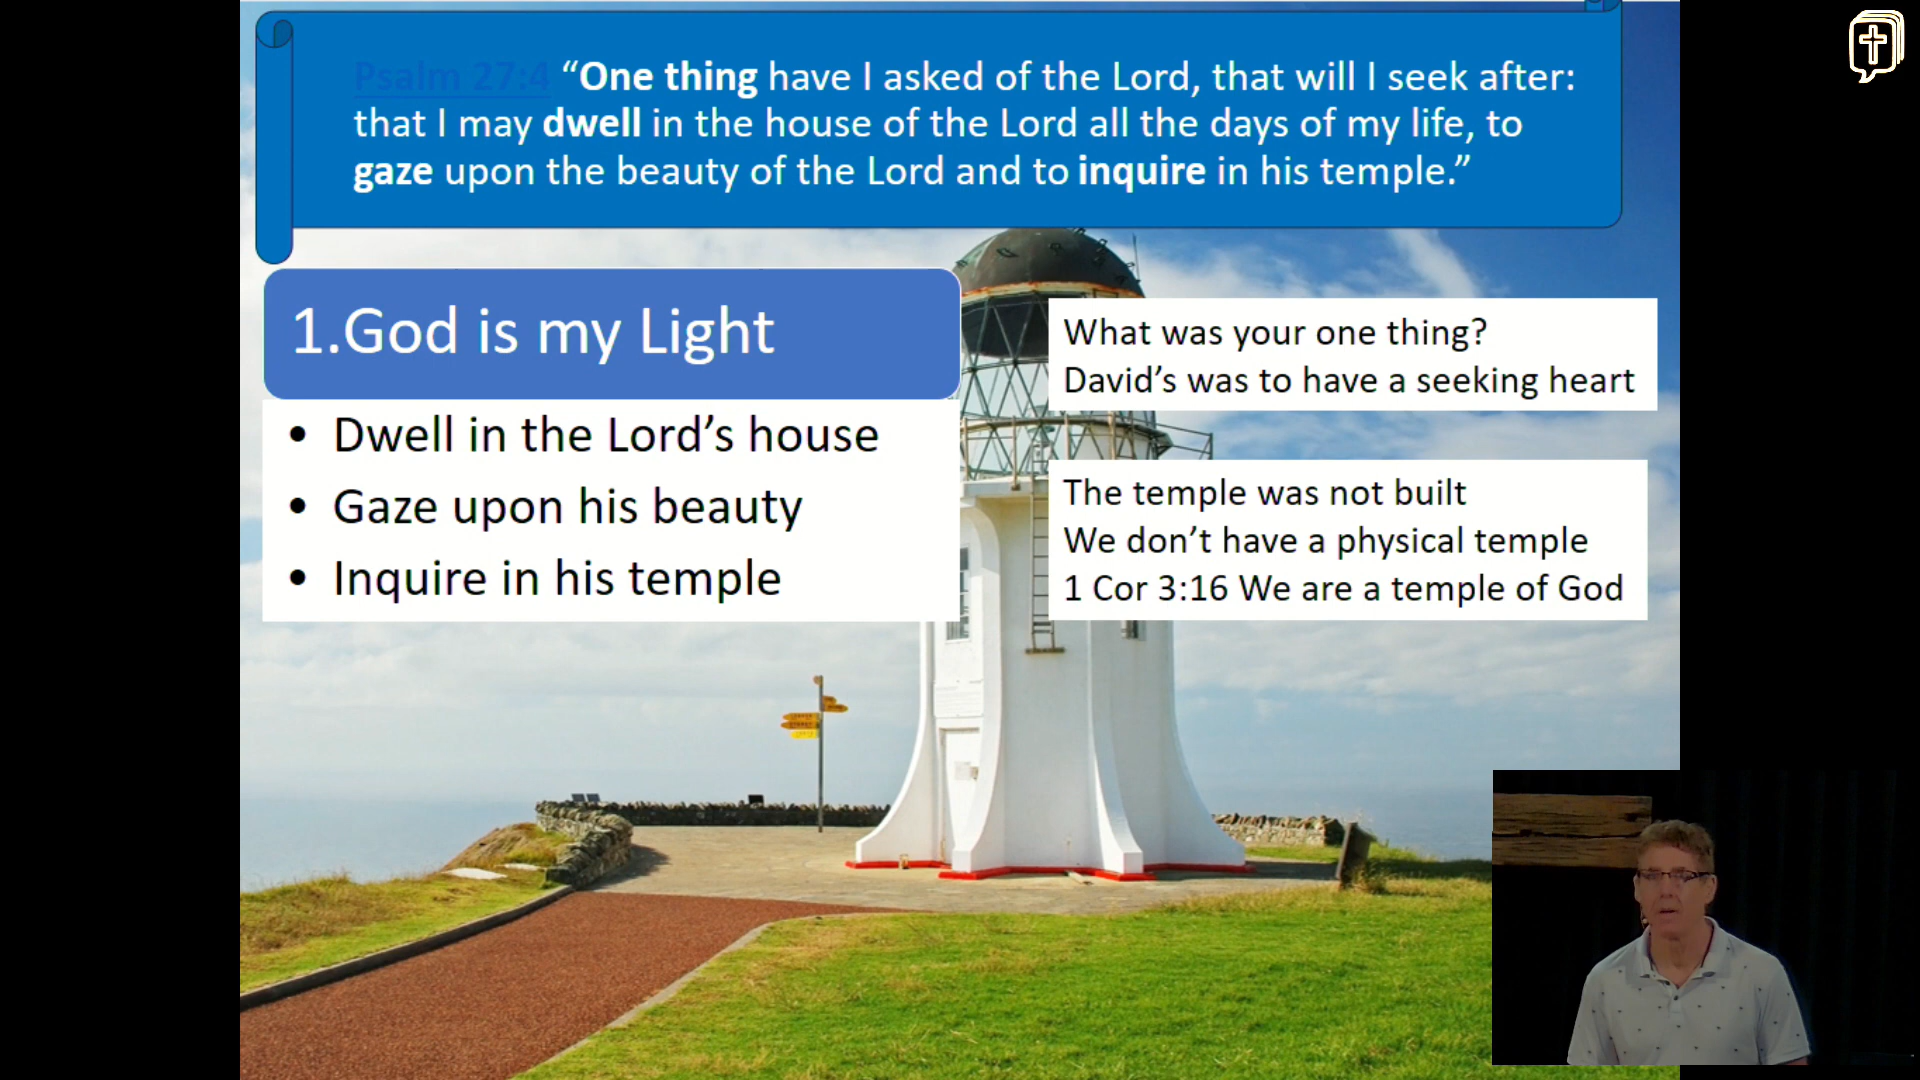 Psalm 27:4 “One thing have I asked of the Lord, that will I seek after:
that I may dwell in the house of the Lord all the days of my life, to
gaze upon the beauty of the Lord and to inquire in his temple.”
1.God is my Light
• Dwell in the Lord’s house
• Gaze upon his beauty
• Inquire in his temple
What was your one thing?
David’s was to have a seeking heart
The temple was not built
We don’t have a physical temple
1 Cor 3:16 We are a temple of God